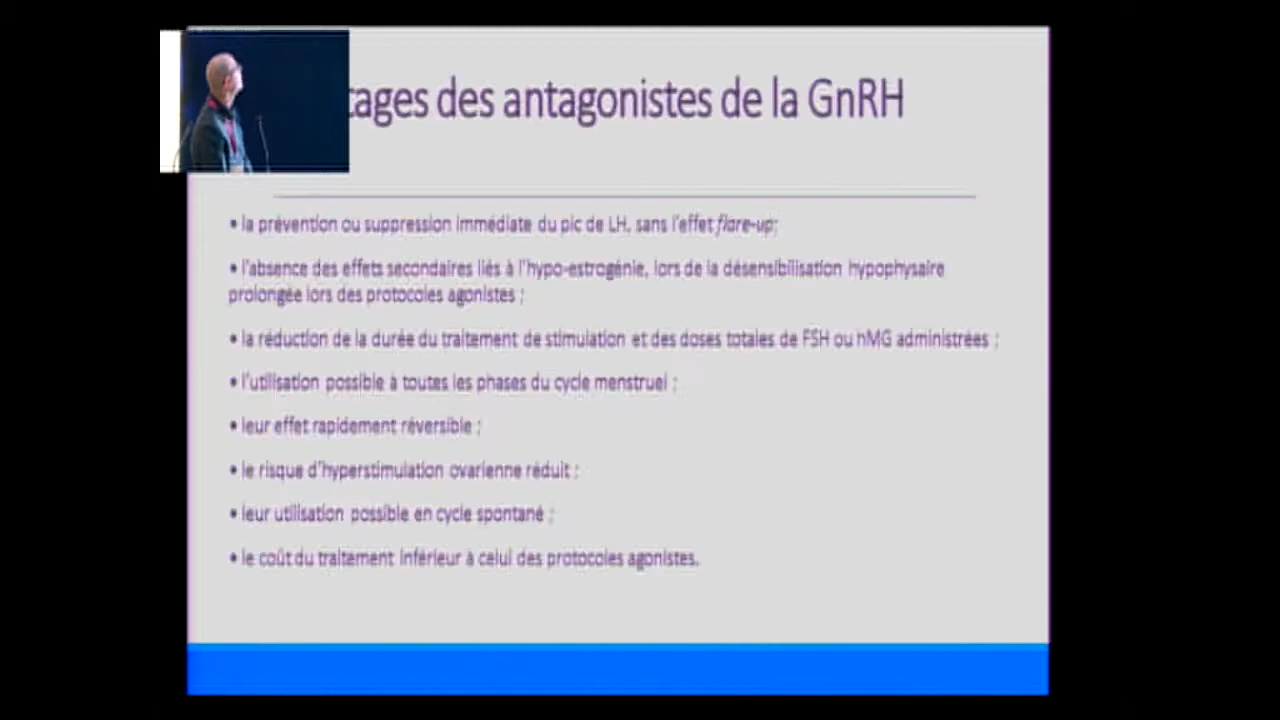 tages des antagonistes de la GnRH
• la prévention ou suppression immédiate du pic de LH, sans l'effet flare-up;
• l'absence des effets secondaires liés à l'hypo-estrogénie, lors de la désensibilisation hypophysaire
prolongée lors des protocoles agonistes ;
• la réduction de la durée du traitement de stimulation et des doses totales de FSH ou hMG administrées ;
• l'utilisation possible à toutes les phases du cycle menstruel ;
• leur effet rapidement réversible ;
• le risque d'hyperstimulation ovarienne réduit ;
• leur utilisation possible en cycle spontané ;
• le coût du traitement inférieur à celui des protocoles agonistes.